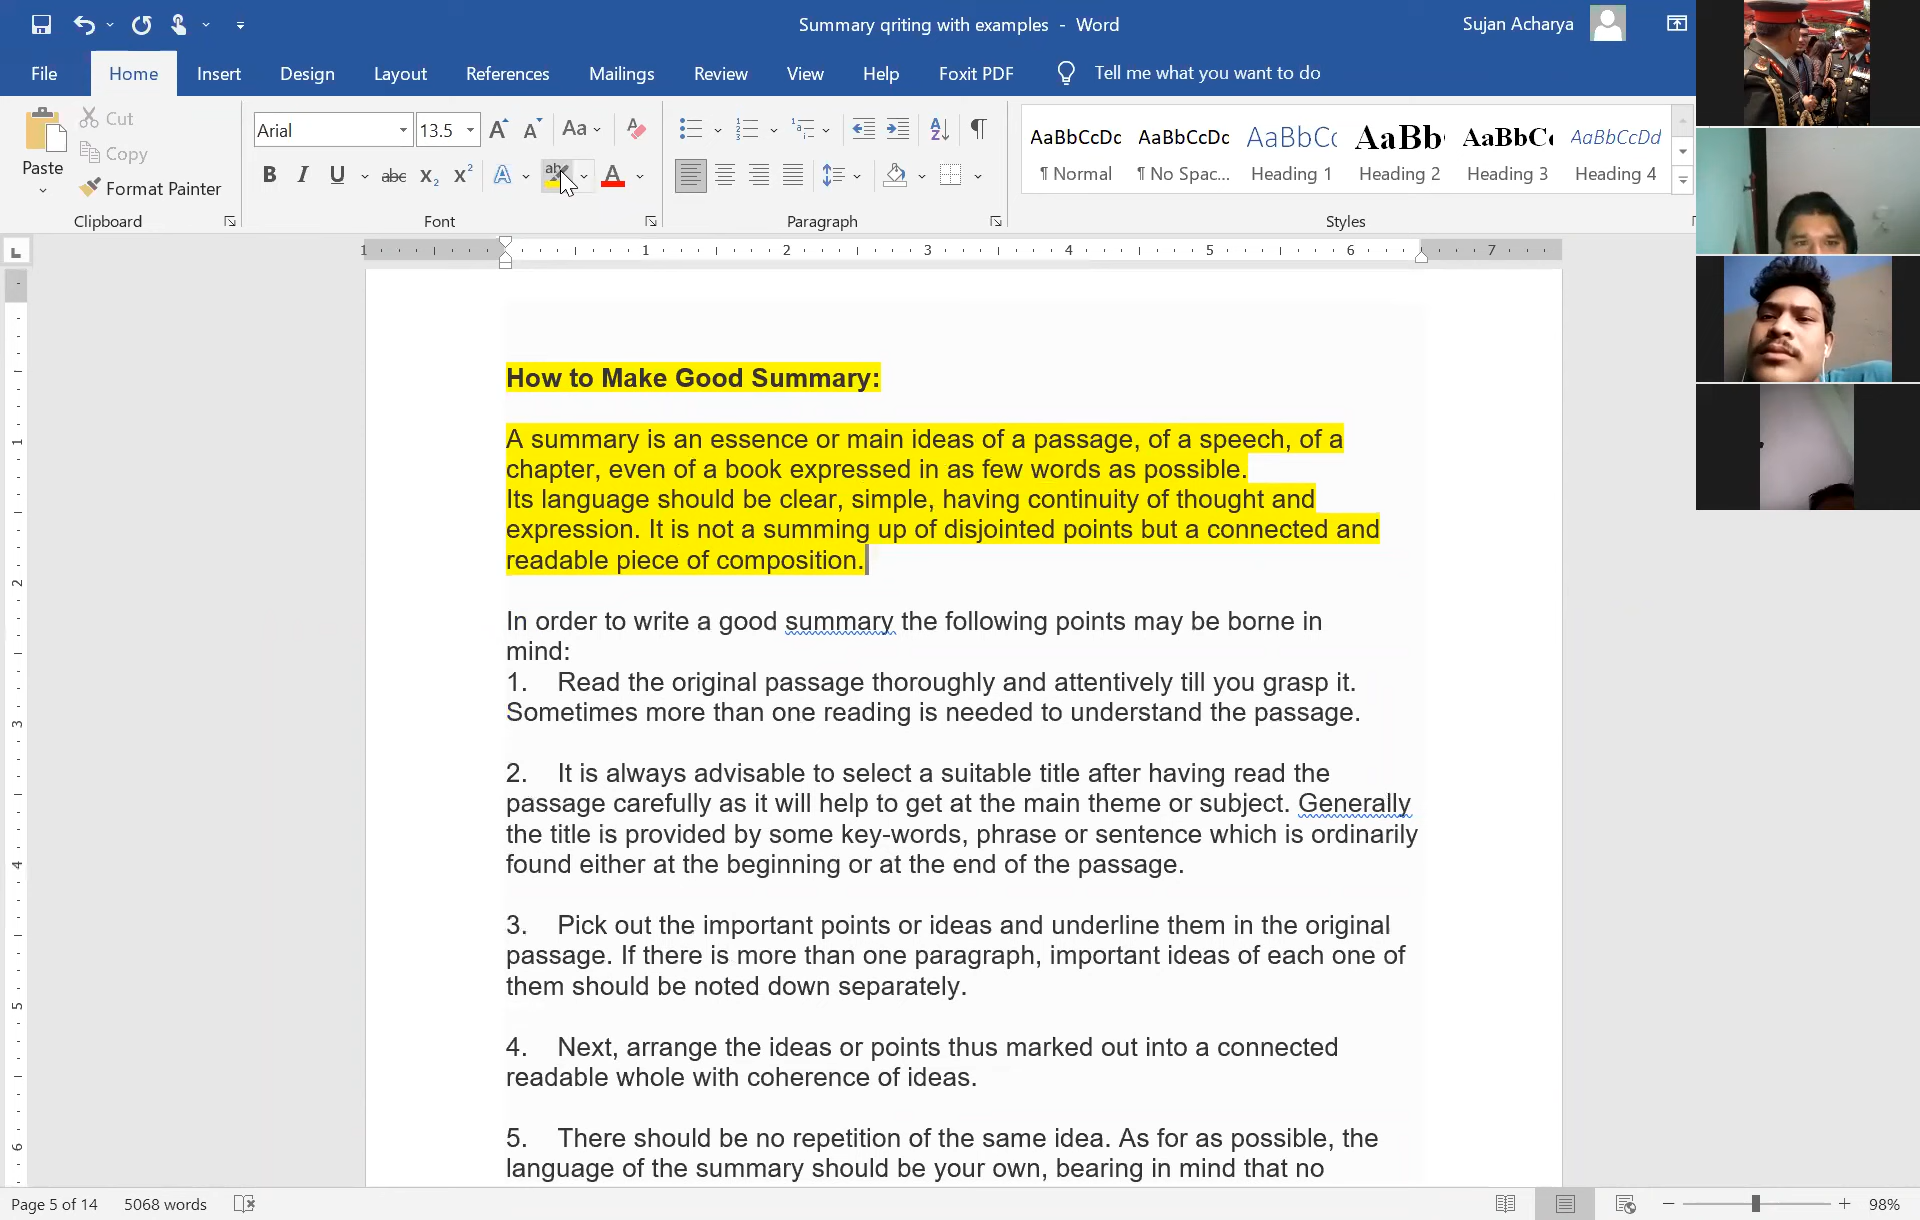 Summary qriting with examples - Word
Sujan Acharya
File Home Insert Design Layout References Mailings Review View Help Foxit PDF Tell me what you want to do
Cut
Copy
Paste
Format Painter
Clipboard
Arial 13.5
Font
Paragraph
AaBbCcDc AaBbCcDc AaBbCc AaBb AaBbC AaBbCcDd
¶ Normal ¶ No Spac... Heading 1 Heading 2 Heading 3 Heading 4
Styles
1 1 2 3 4 5 6 7
How to Make Good Summary:
A summary is an essence or main ideas of a passage, of a speech, of a
chapter, even of a book expressed in as few words as possible.
Its language should be clear, simple, having continuity of thought and
expression. It is not a summing up of disjointed points but a connected and
readable piece of composition.
In order to write a good summary the following points may be borne in
mind:
1. Read the original passage thoroughly and attentively till you grasp it.
Sometimes more than one reading is needed to understand the passage.
2. It is always advisable to select a suitable title after having read the
passage carefully as it will help to get at the main theme or subject. Generally
the title is provided by some key-words, phrase or sentence which is ordinarily
found either at the beginning or at the end of the passage.
3. Pick out the important points or ideas and underline them in the original
passage. If there is more than one paragraph, important ideas of each one of
them should be noted down separately.
4. Next, arrange the ideas or points thus marked out into a connected
readable whole with coherence of ideas.
5. There should be no repetition of the same idea. As for as possible, the
language of the summary should be your own, bearing in mind that no
Page 5 of 14 5068 words 98%